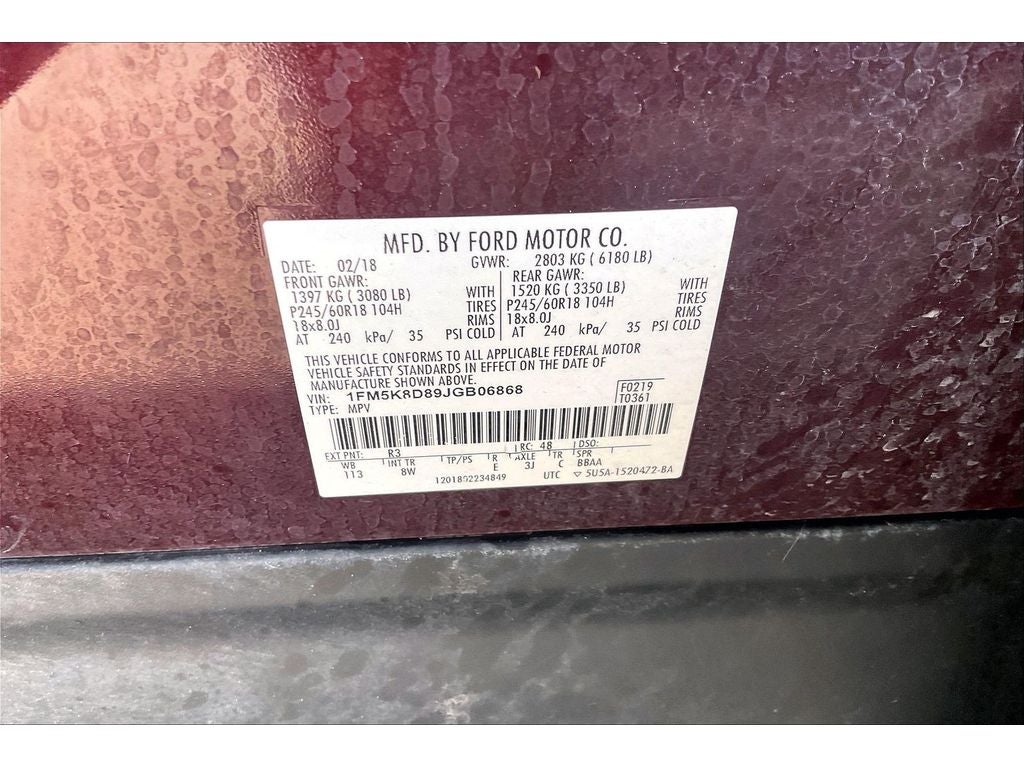 MFD. BY FORD MOTOR CO.
DATE: 02/18 GVWR: 2803 KG ( 6180 LB)
FRONT GAWR: REAR GAWR:
1397 KG ( 3080 LB) WITH 1520 KG ( 3350 LB) WITH
P245/60R18 104H TIRES P245/60R18 104H TIRES
18x8.0J RIMS 18x8.0J RIMS
AT 240 kPa/ 35 PSI COLD AT 240 kPa/ 35 PSI COLD
THIS VEHICLE CONFORMS TO ALL APPLICABLE FEDERAL MOTOR
VEHICLE SAFETY STANDARDS IN EFFECT ON THE DATE OF
MANUFACTURE SHOWN ABOVE.
VIN: 1FM5K8D89JGB06868 F0219
TYPE: MPV T0361
EXT PNT: R3 RC: 48 DSO:
WB INT TR TP/PS R AXLE TR SPR
113 8W E 3J C BBAA
1201802234849 UTC ▽ 5U5A-1520472-BA